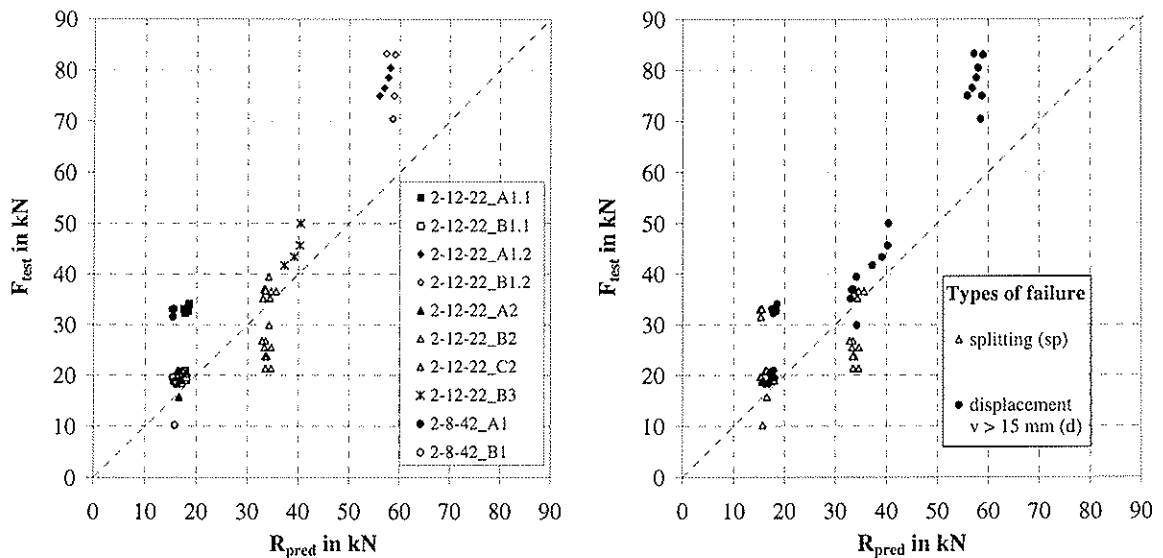 90
80
70
60
50
40
30
20
10
0
F_test in kN
0 10 20 30 40 50 60 70 80 90
R_pred in kN
2-12-22_A1.1
2-12-22_B1.1
2-12-22_A1.2
2-12-22_B1.2
2-12-22_A2
2-12-22_B2
2-12-22_C2
2-12-22_B3
2-8-42_A1
2-8-42_B1
90
80
70
60
50
40
30
20
10
0
F_test in kN
0 10 20 30 40 50 60 70 80 90
R_pred in kN
Types of failure
splitting (sp)
displacement
v > 15 mm (d)